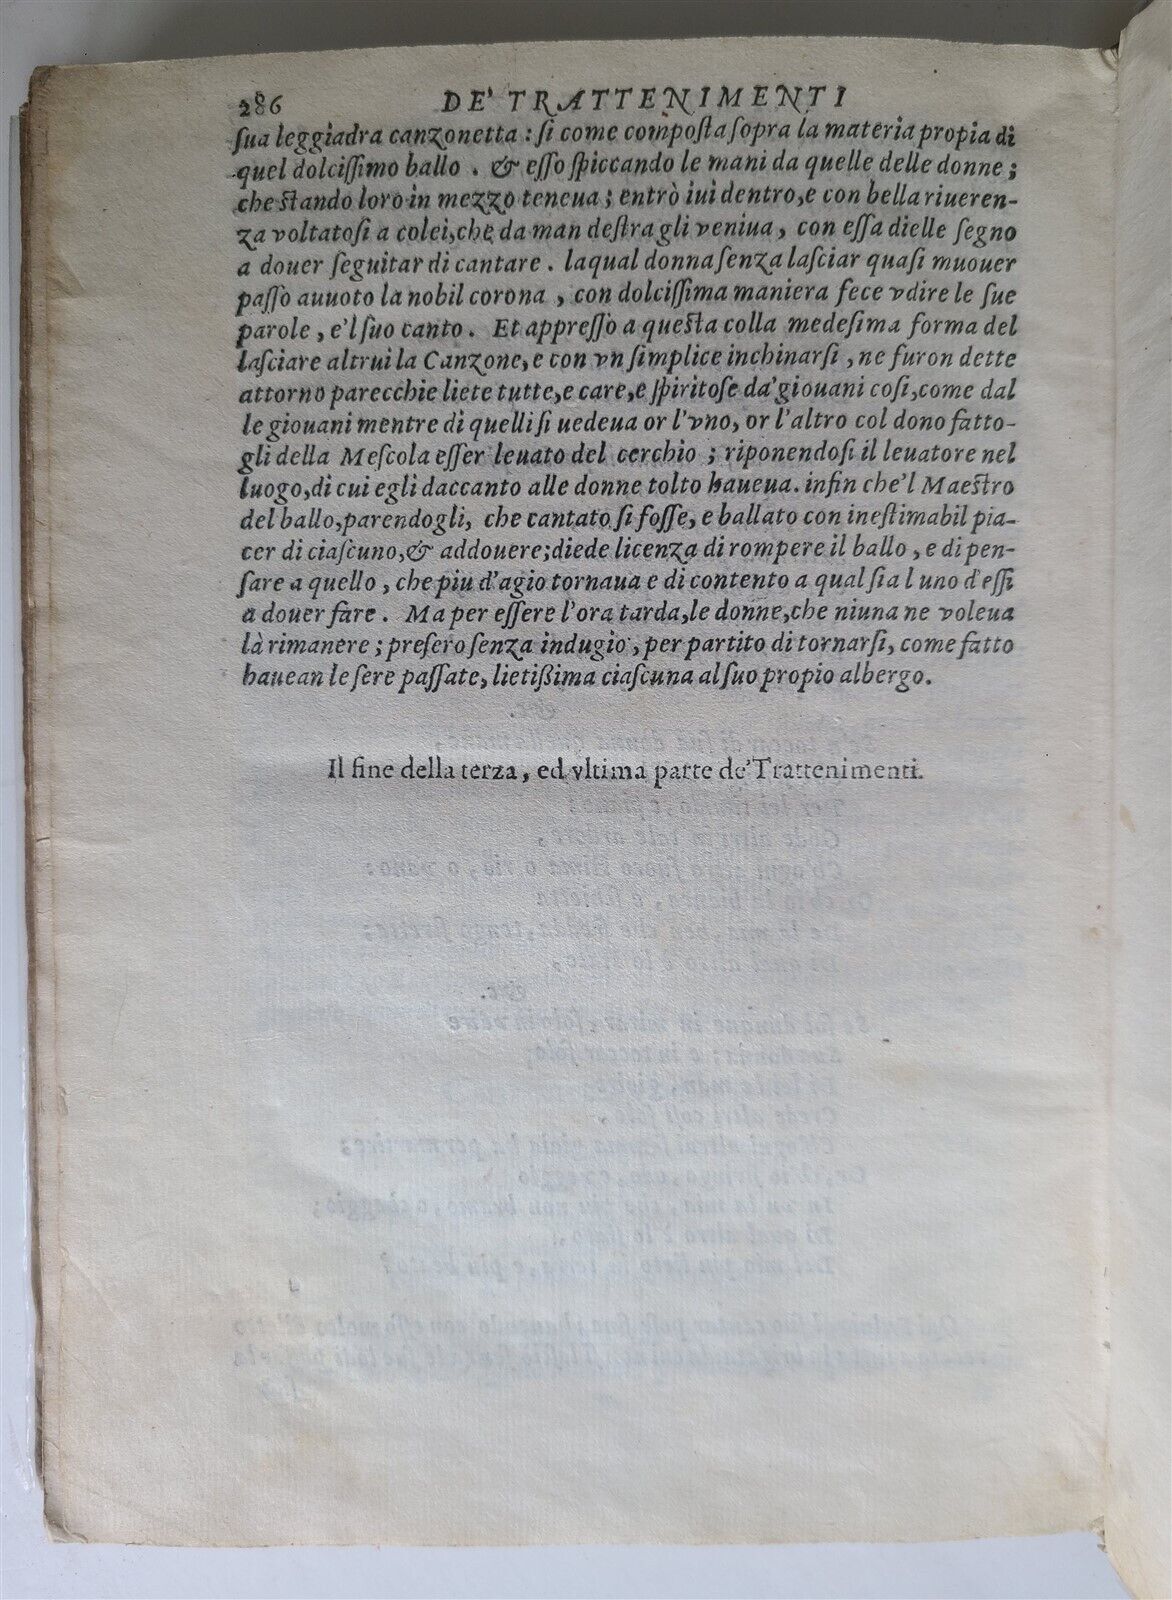 286 DE' TRATTENIMENTI
sua leggiadra canzonetta : si come composta sopra la materia propia di
quel dolcissimo ballo . & esso spiccando le mani da quelle delle donne ;
che stando loro in mezzo teneua ; entrò iui dentro, e con bella riueren-
za voltatosi a colei, che da man destra gli veniua , con essa dielle segno
a douer seguitar di cantare . laqual donna senza lasciar quasi muouer
passo auuoto la nobil corona , con dolcissima maniera fece vdire le sue
parole , e'l suo canto . Et appresso a questa colla medesima forma del
lasciare altrui la Canzone, e con vn simplice inchinarsi , ne furon dette
attorno parecchie liete tutte, e care, e spiritose da' giouani cosi, come dal
le giouani mentre di quelli si uedeua or l'vno, or l'altro col dono fatto-
gli della Mescola esser leuato del cerchio ; riponendosi il leuatore nel
luogo, di cui egli daccanto alle donne tolto haueua. infin che'l Maestro
del ballo, parendogli, che cantato si fosse, e ballato con inestimabil pia-
cer di ciascuno, & addouere; diede licenza di rompere il ballo , e di pen-
sare a quello , che piu d'agio tornaua e di contento a qual sia l uno d'essi
a douer fare . Ma per essere l'ora tarda, le donne, che niuna ne voleua
là rimanere ; presero senza indugio , per partito di tornarsi, come fatto
hauean le sere passate, lietißima ciascuna al suo propio albergo.
Il fine della terza , ed vltima parte de' Trattenimenti.